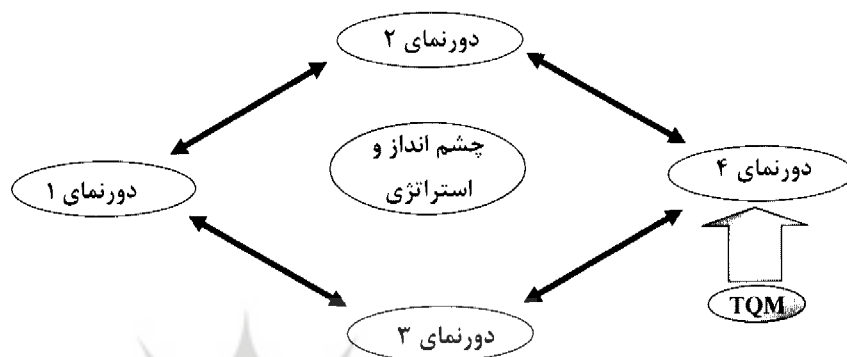 دورنمای ۲
چشم انداز و
استراتژی
دورنمای ۴
دورنمای ۱
TQM
دورنمای ۳